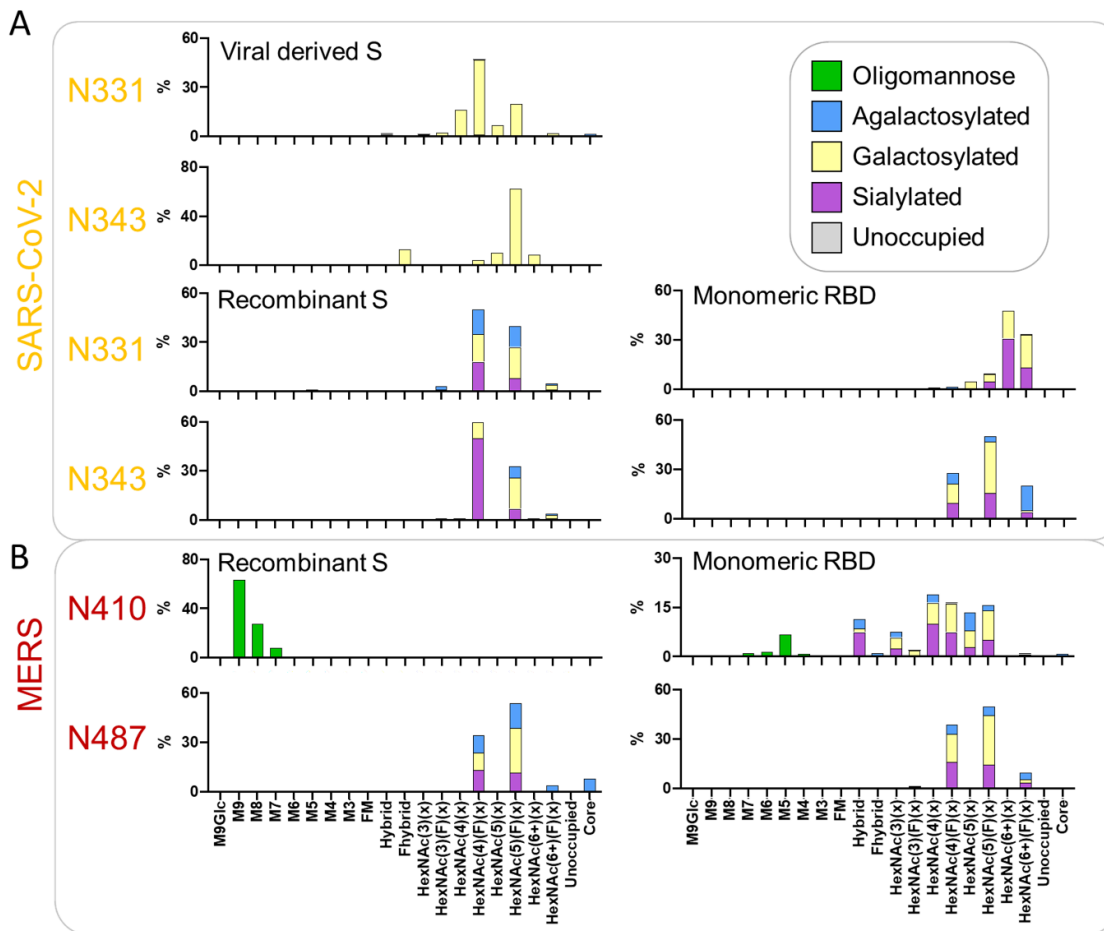 A
SARS-CoV-2
Viral derived S
N331
%
60
30
0
N343
%
80
40
0
Oligomannose
Agalactosylated
Galactosylated
Sialylated
Unoccupied
Recombinant S
N331
%
60
30
0
Monomeric RBD
%
60
30
0
N343
%
60
30
0
%
60
30
0
B
MERS
Recombinant S
N410
%
80
40
0
Monomeric RBD
%
30
15
0
N487
%
60
30
0
%
60
30
0
M9Glc
M9
M8
M7
M6
M5
M4
M3
FM
Hybrid
Fhybrid
HexNAc(3)(x)
HexNAc(3)(F)(x)
HexNAc(4)(x)
HexNAc(4)(F)(x)
HexNAc(5)(x)
HexNAc(5)(F)(x)
HexNAc(6+)(x)
HexNAc(6+)(F)(x)
Unoccupied
Core
M9Glc
M9
M8
M7
M6
M5
M4
M3
FM
Hybrid
Fhybrid
HexNAc(3)(x)
HexNAc(3)(F)(x)
HexNAc(4)(x)
HexNAc(4)(F)(x)
HexNAc(5)(x)
HexNAc(5)(F)(x)
HexNAc(6+)(x)
HexNAc(6+)(F)(x)
Unoccupied
Core